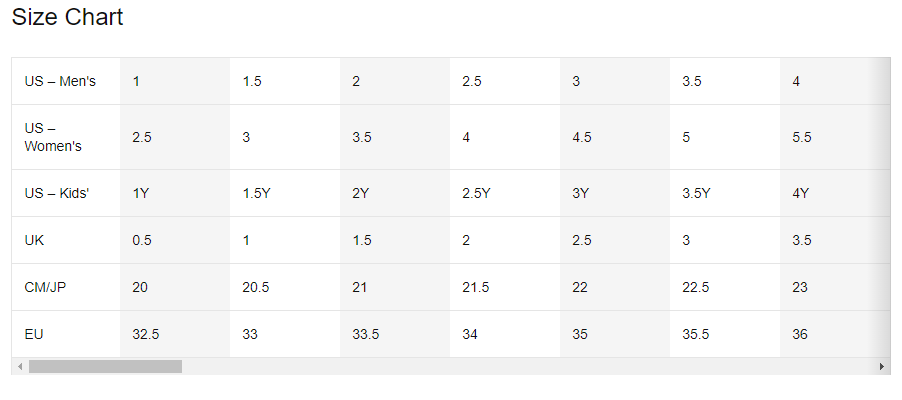 Size Chart
US – Men's 1 1.5 2 2.5 3 3.5 4
US –
Women's 2.5 3 3.5 4 4.5 5 5.5
US – Kids' 1Y 1.5Y 2Y 2.5Y 3Y 3.5Y 4Y
UK 0.5 1 1.5 2 2.5 3 3.5
CM/JP 20 20.5 21 21.5 22 22.5 23
EU 32.5 33 33.5 34 35 35.5 36